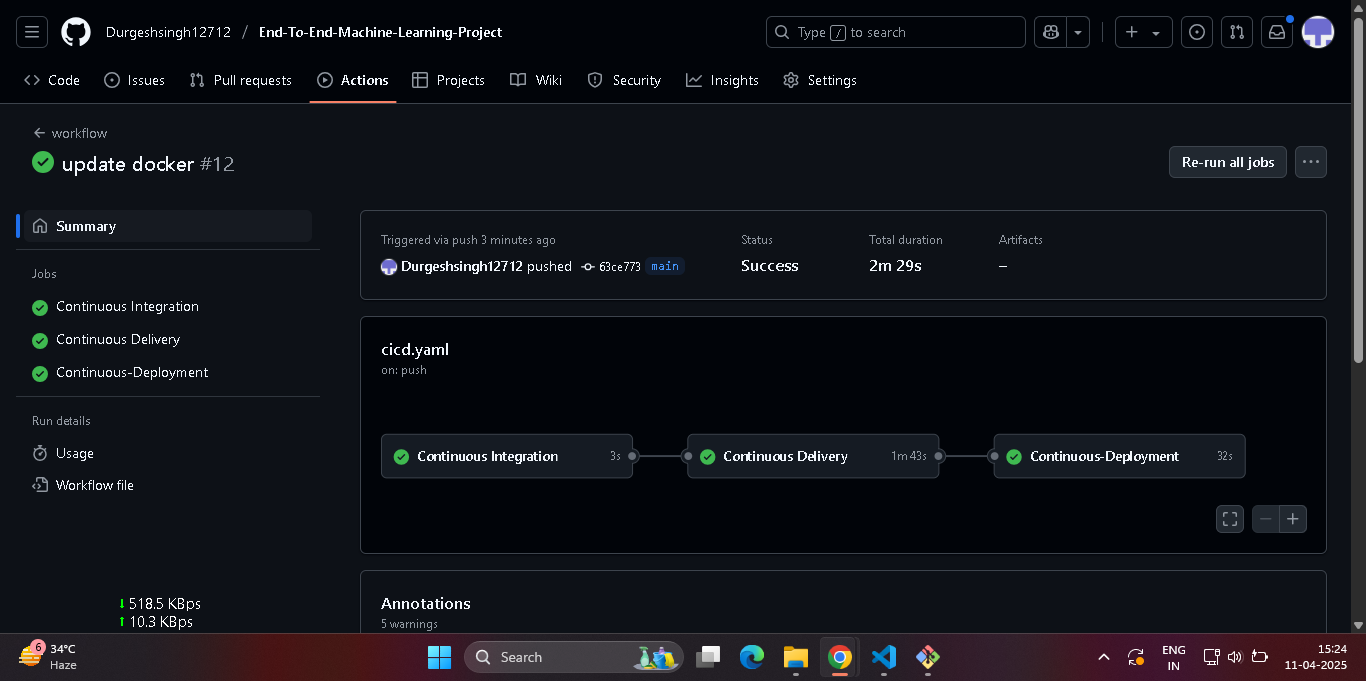 Durgeshsingh12712 / End-To-End-Machine-Learning-Project
Type / to search
Code Issues Pull requests Actions Projects Wiki Security Insights Settings
workflow
update docker #12
Re-run all jobs
Summary
Jobs
Continuous Integration
Continuous Delivery
Continuous-Deployment
Run details
Usage
Workflow file
Triggered via push 3 minutes ago
Durgeshsingh12712 pushed 63ce773 main
Status
Success
Total duration
2m 29s
Artifacts
–
cicd.yaml
on: push
Continuous Integration 3s
Continuous Delivery 1m 43s
Continuous-Deployment 32s
Annotations
5 warnings
↓ 518.5 KBps
↑ 10.3 KBps
6
34°C
Haze
Search
ENG
IN
15:24
11-04-2025